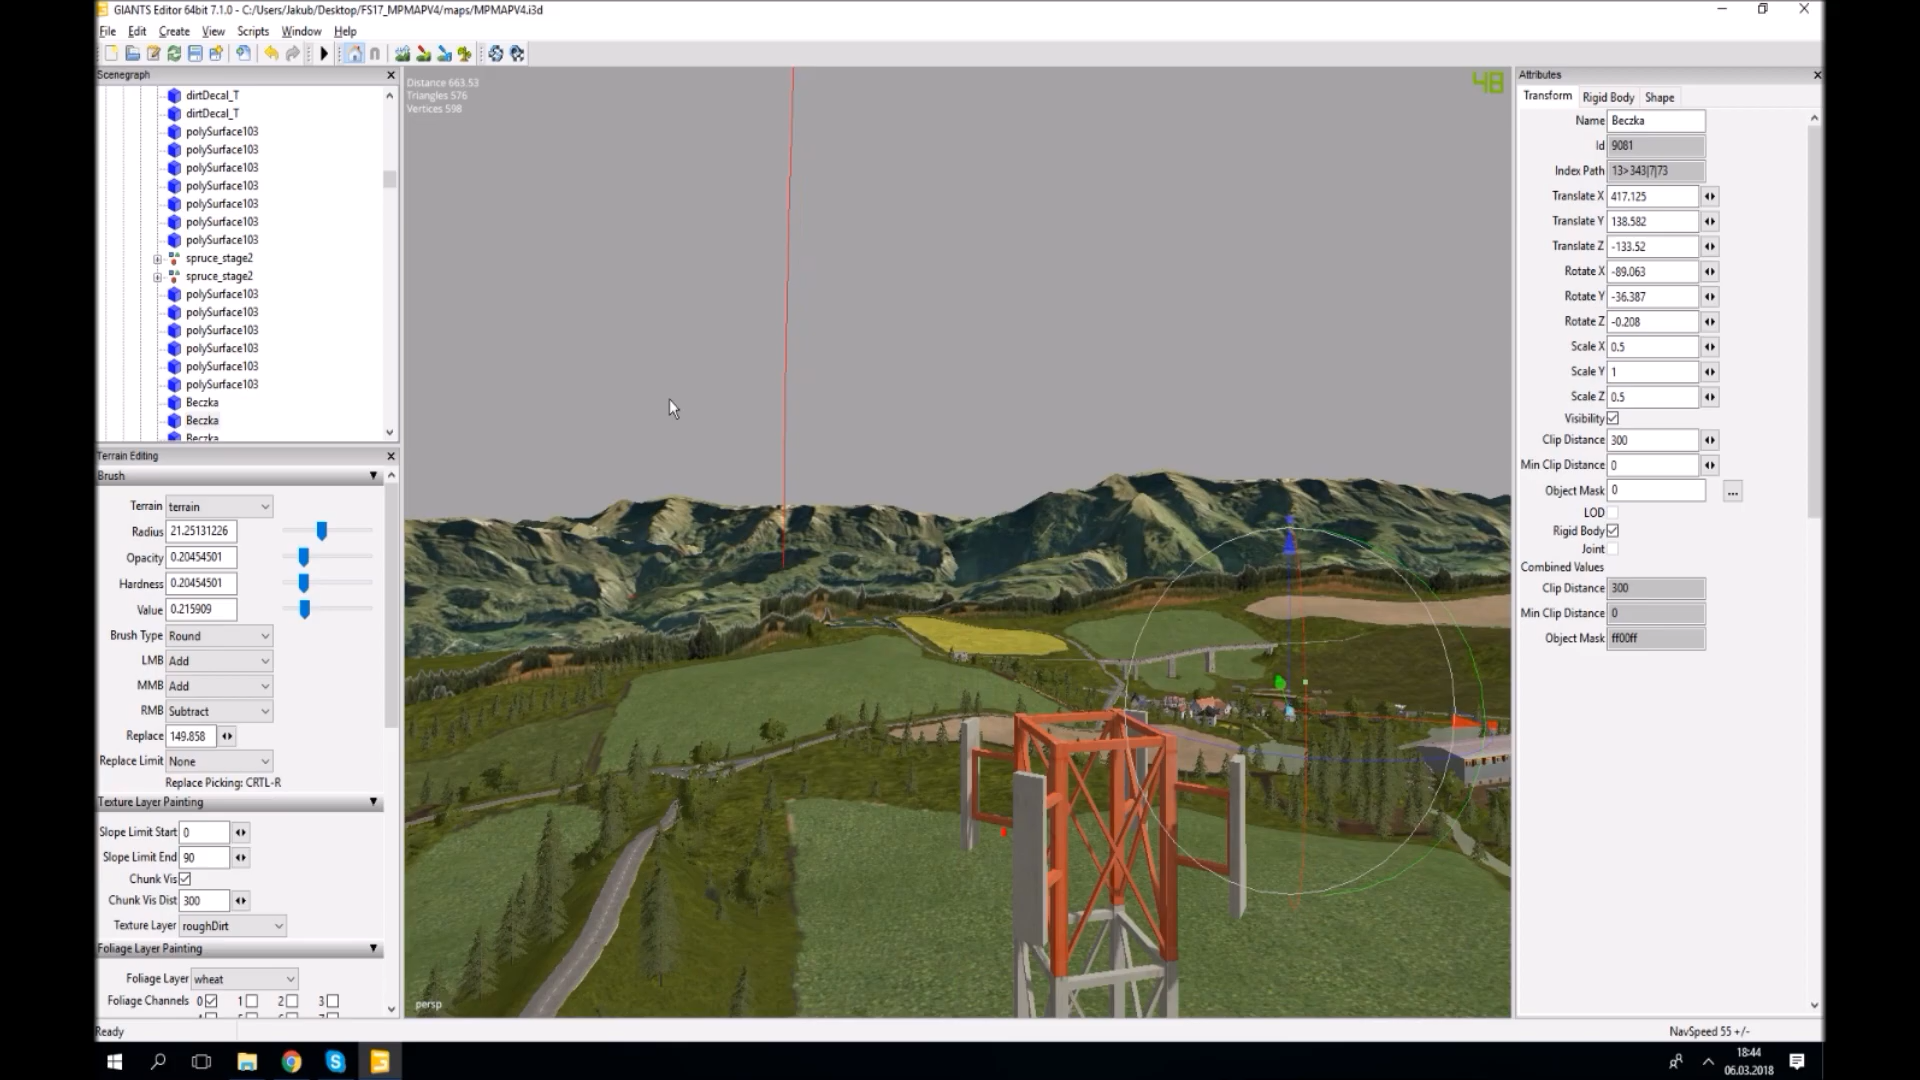 GIANTS Editor 64bit 7.1.0 - C:/Users/Jakub/Desktop/FS17_MPMAPV4/maps/MPMAPV4.i3d
File Edit Create View Scripts Window Help
Scenegraph
dirtDecal_T
dirtDecal_T
polySurface103
polySurface103
polySurface103
polySurface103
polySurface103
polySurface103
polySurface103
spruce_stage2
spruce_stage2
polySurface103
polySurface103
polySurface103
polySurface103
polySurface103
polySurface103
Beczka
Beczka
Beczka
Terrain Editing
Brush
Terrain terrain
Radius 21.25131226
Opacity 0.20454501
Hardness 0.20454501
Value 0.215909
Brush Type Round
LMB Add
MMB Add
RMB Subtract
Replace 149.858
Replace Limit None
Replace Picking: CRTL-R
Texture Layer Painting
Slope Limit Start 0
Slope Limit End 90
Chunk Vis
Chunk Vis Dist 300
Texture Layer roughDirt
Foliage Layer Painting
Foliage Layer wheat
Foliage Channels 0 1 2 3
Ready
Distance 663.53
Triangles 576
Vertices 598
48
persp
Attributes
Transform Rigid Body Shape
Name Beczka
Id 9081
Index Path 13>343|7|73
Translate X 417.125
Translate Y 138.582
Translate Z -133.52
Rotate X -89.063
Rotate Y -36.387
Rotate Z -0.208
Scale X 0.5
Scale Y 1
Scale Z 0.5
Visibility
Clip Distance 300
Min Clip Distance 0
Object Mask 0 ...
LOD
Rigid Body
Joint
Combined Values
Clip Distance 300
Min Clip Distance 0
Object Mask ff00ff
NavSpeed 55 +/-
18:44
06.03.2018